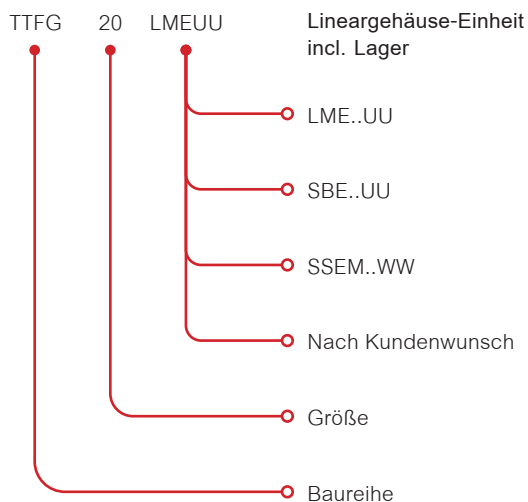 TTFG 20 LMEUU
Lineargehäuse-Einheit
incl. Lager
LME..UU
SBE..UU
SSEM..WW
Nach Kundenwunsch
Größe
Baureihe